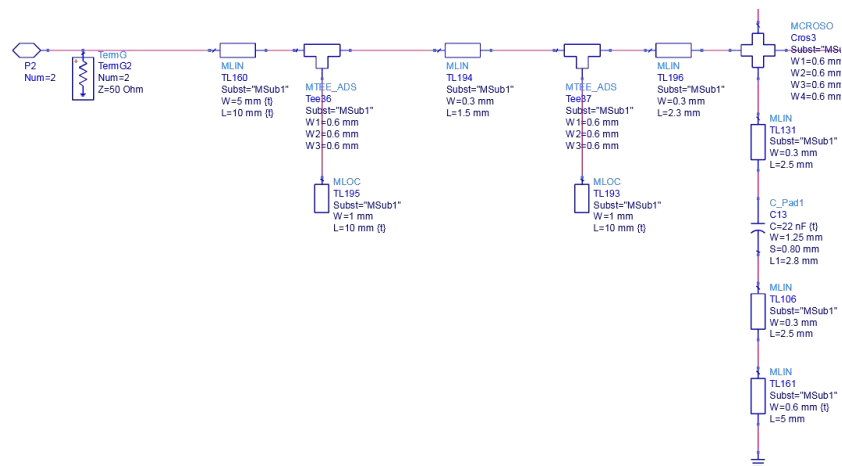 P2
Num=2
TermG
TermG2
Num=2
Z=50 Ohm
MLIN
TL160
Subst="MSub1"
W=5 mm {t}
L=10 mm {t}
MTEE_ADS
Tee36
Subst="MSub1"
W1=0.6 mm
W2=0.6 mm
W3=0.6 mm
MLOC
TL195
Subst="MSub1"
W=1 mm
L=10 mm {t}
MLIN
TL194
Subst="MSub1"
W=0.3 mm
L=1.5 mm
MTEE_ADS
Tee37
Subst="MSub1"
W1=0.6 mm
W2=0.6 mm
W3=0.6 mm
MLOC
TL193
Subst="MSub1"
W=1 mm
L=10 mm {t}
MLIN
TL196
Subst="MSub1"
W=0.3 mm
L=2.3 mm
MCROSO
Cros3
Subst="MSu
W1=0.6 mm
W2=0.6 mm
W3=0.6 mm
W4=0.6 mm
MLIN
TL131
Subst="MSub1"
W=0.3 mm
L=2.5 mm
C_Pad1
C13
C=22 nF {t}
W=1.25 mm
S=0.80 mm
L1=2.8 mm
MLIN
TL106
Subst="MSub1"
W=0.3 mm
L=2.5 mm
MLIN
TL161
Subst="MSub1"
W=0.6 mm {t}
L=5 mm